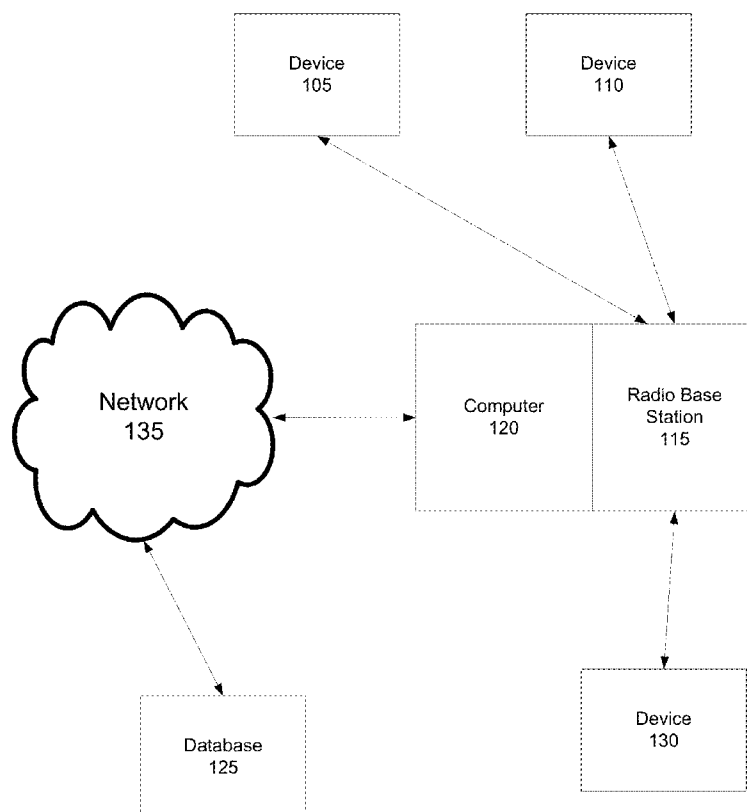 Device
105
Device
110
Network
135
Computer
120
Radio Base
Station
115
Database
125
Device
130